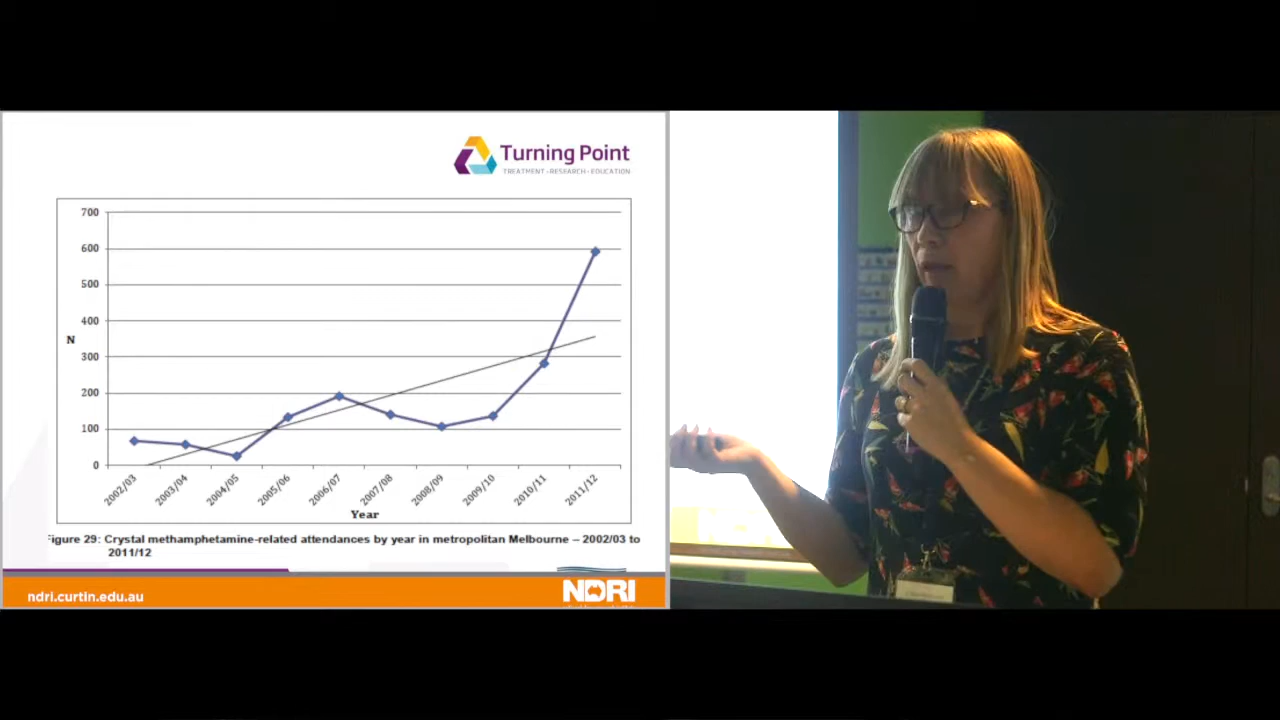 Turning Point
TREATMENT · RESEARCH · EDUCATION
700
600
500
400
N
300
200
100
0
2002/03
2003/04
2004/05
2005/06
2006/07
2007/08
2008/09
2009/10
2010/11
2011/12
Year
Figure 29: Crystal methamphetamine-related attendances by year in metropolitan Melbourne – 2002/03 to
2011/12
ndri.curtin.edu.au
NDRI